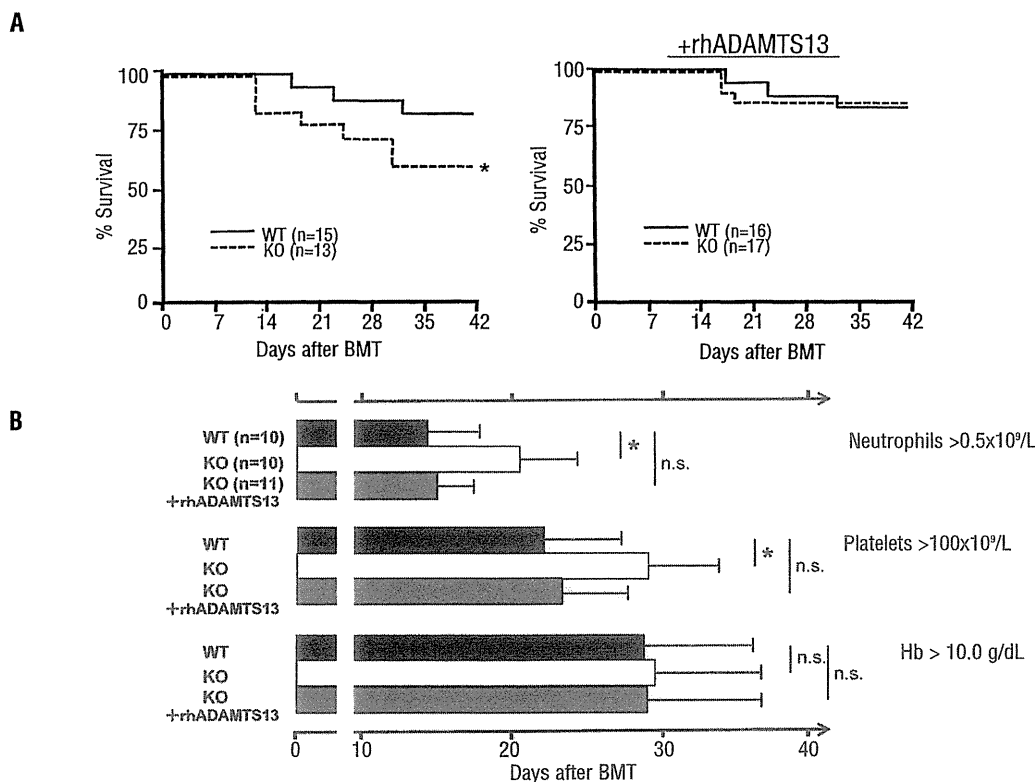 A
+rhADAMTS13
100
75
50
25
0
% Survival
WT (n=15)
KO (n=13)
*
0 7 14 21 28 35 42
Days after BMT
100
75
50
25
0
% Survival
WT (n=16)
KO (n=17)
0 7 14 21 28 35 42
Days after BMT
B
WT (n=10)
KO (n=10)
KO (n=11)
+rhADAMTS13
* n.s.
Neutrophils >0.5x10⁹/L
WT
KO
KO
+rhADAMTS13
* n.s.
Platelets >100x10⁹/L
WT
KO
KO
+rhADAMTS13
n.s. n.s.
Hb > 10.0 g/dL
0 10 20 30 40
Days after BMT